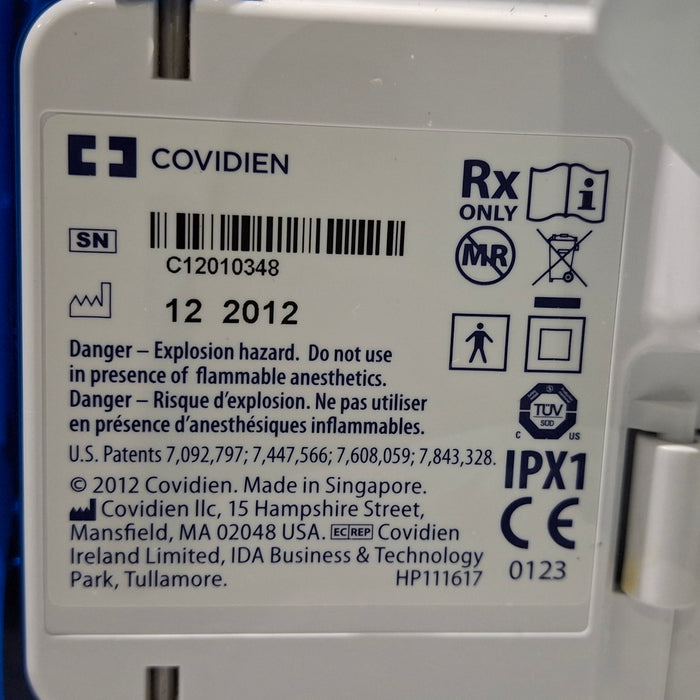 COVIDIEN
Rx
ONLY
i
SN
C12010348
MR
12 2012
Danger – Explosion hazard. Do not use
in presence of flammable anesthetics.
Danger – Risque d'explosion. Ne pas utiliser
en présence d'anesthésiques inflammables.
TÜV
SÜD
C US
U.S. Patents 7,092,797; 7,447,566; 7,608,059; 7,843,328.
IPX1
© 2012 Covidien. Made in Singapore.
Covidien llc, 15 Hampshire Street,
Mansfield, MA 02048 USA. EC REP Covidien
Ireland Limited, IDA Business & Technology
Park, Tullamore.
HP111617
CE
0123